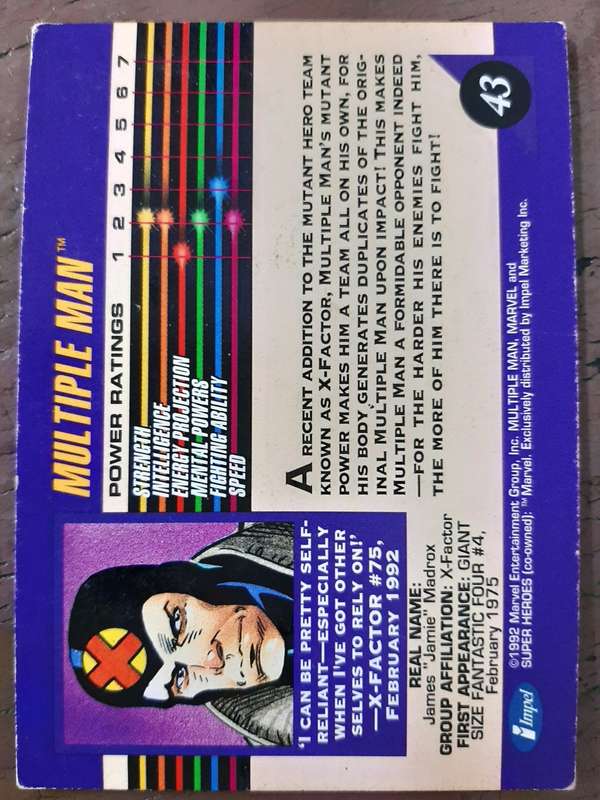 MULTIPLE MAN™
POWER RATINGS 1 2 3 4 5 6 7
STRENGTH
INTELLIGENCE
ENERGY PROJECTION
MENTAL POWERS
FIGHTING ABILITY
SPEED
"I CAN BE PRETTY SELF-
RELIANT—ESPECIALLY
WHEN I'VE GOT OTHER
SELVES TO RELY ON!"
—X-FACTOR #75,
FEBRUARY 1992
REAL NAME:
James "Jamie" Madrox
GROUP AFFILIATION: X-Factor
FIRST APPEARANCE: GIANT
SIZE FANTASTIC FOUR #4,
February 1975
A RECENT ADDITION TO THE MUTANT HERO TEAM
KNOWN AS X-FACTOR, MULTIPLE MAN'S MUTANT
POWER MAKES HIM A TEAM ALL ON HIS OWN, FOR
HIS BODY GENERATES DUPLICATES OF THE ORIG-
INAL MULTIPLE MAN UPON IMPACT! THIS MAKES
MULTIPLE MAN A FORMIDABLE OPPONENT INDEED
—FOR THE HARDER HIS ENEMIES FIGHT HIM,
THE MORE OF HIM THERE IS TO FIGHT!
43
Impel
©1992 Marvel Entertainment Group, Inc. MULTIPLE MAN, MARVEL and
SUPER HEROES (co-owned): ™ Marvel. Exclusively distributed by Impel Marketing Inc.